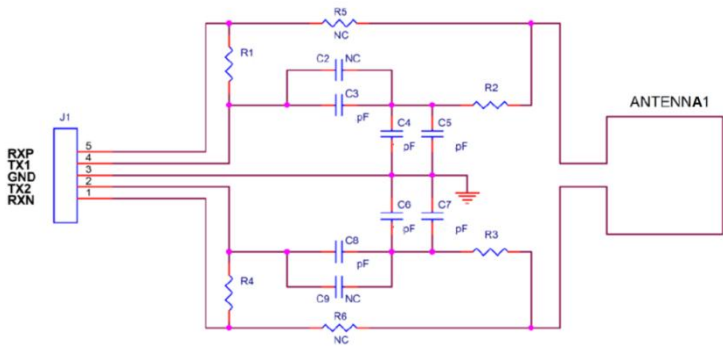 R5
NC
R1
C2 NC
C3
pF
R2
ANTENNA1
J1
C4
C5
pF
pF
RXP 5
TX1 4
GND 3
TX2 2
RXN 1
C6
C7
C8
pF
pF
pF
R3
R4
C9 NC
R6
NC